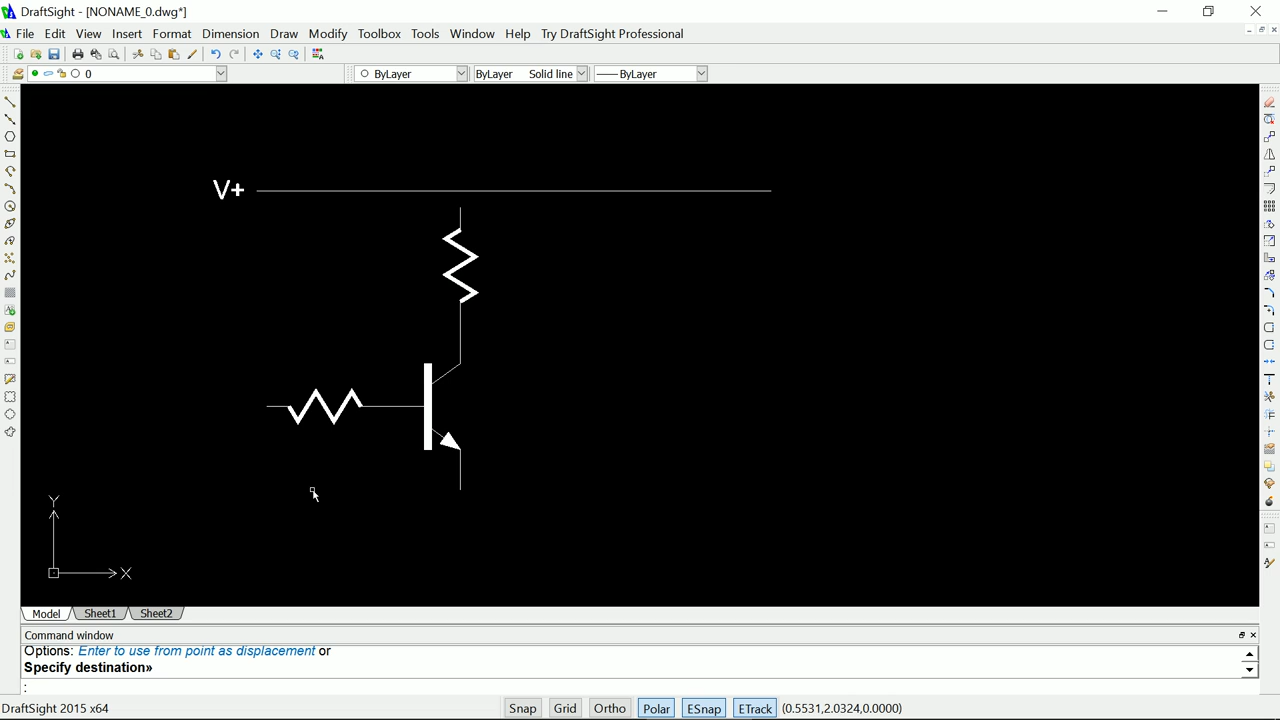 DraftSight - [NONAME_0.dwg*]
File Edit View Insert Format Dimension Draw Modify Toolbox Tools Window Help Try DraftSight Professional
0 ByLayer ByLayer Solid line ByLayer
V+
Y
X
Model Sheet1 Sheet2
Command window
Options: Enter to use from point as displacement or
Specify destination»
:
DraftSight 2015 x64 Snap Grid Ortho Polar ESnap ETrack (0.5531,2.0324,0.0000)